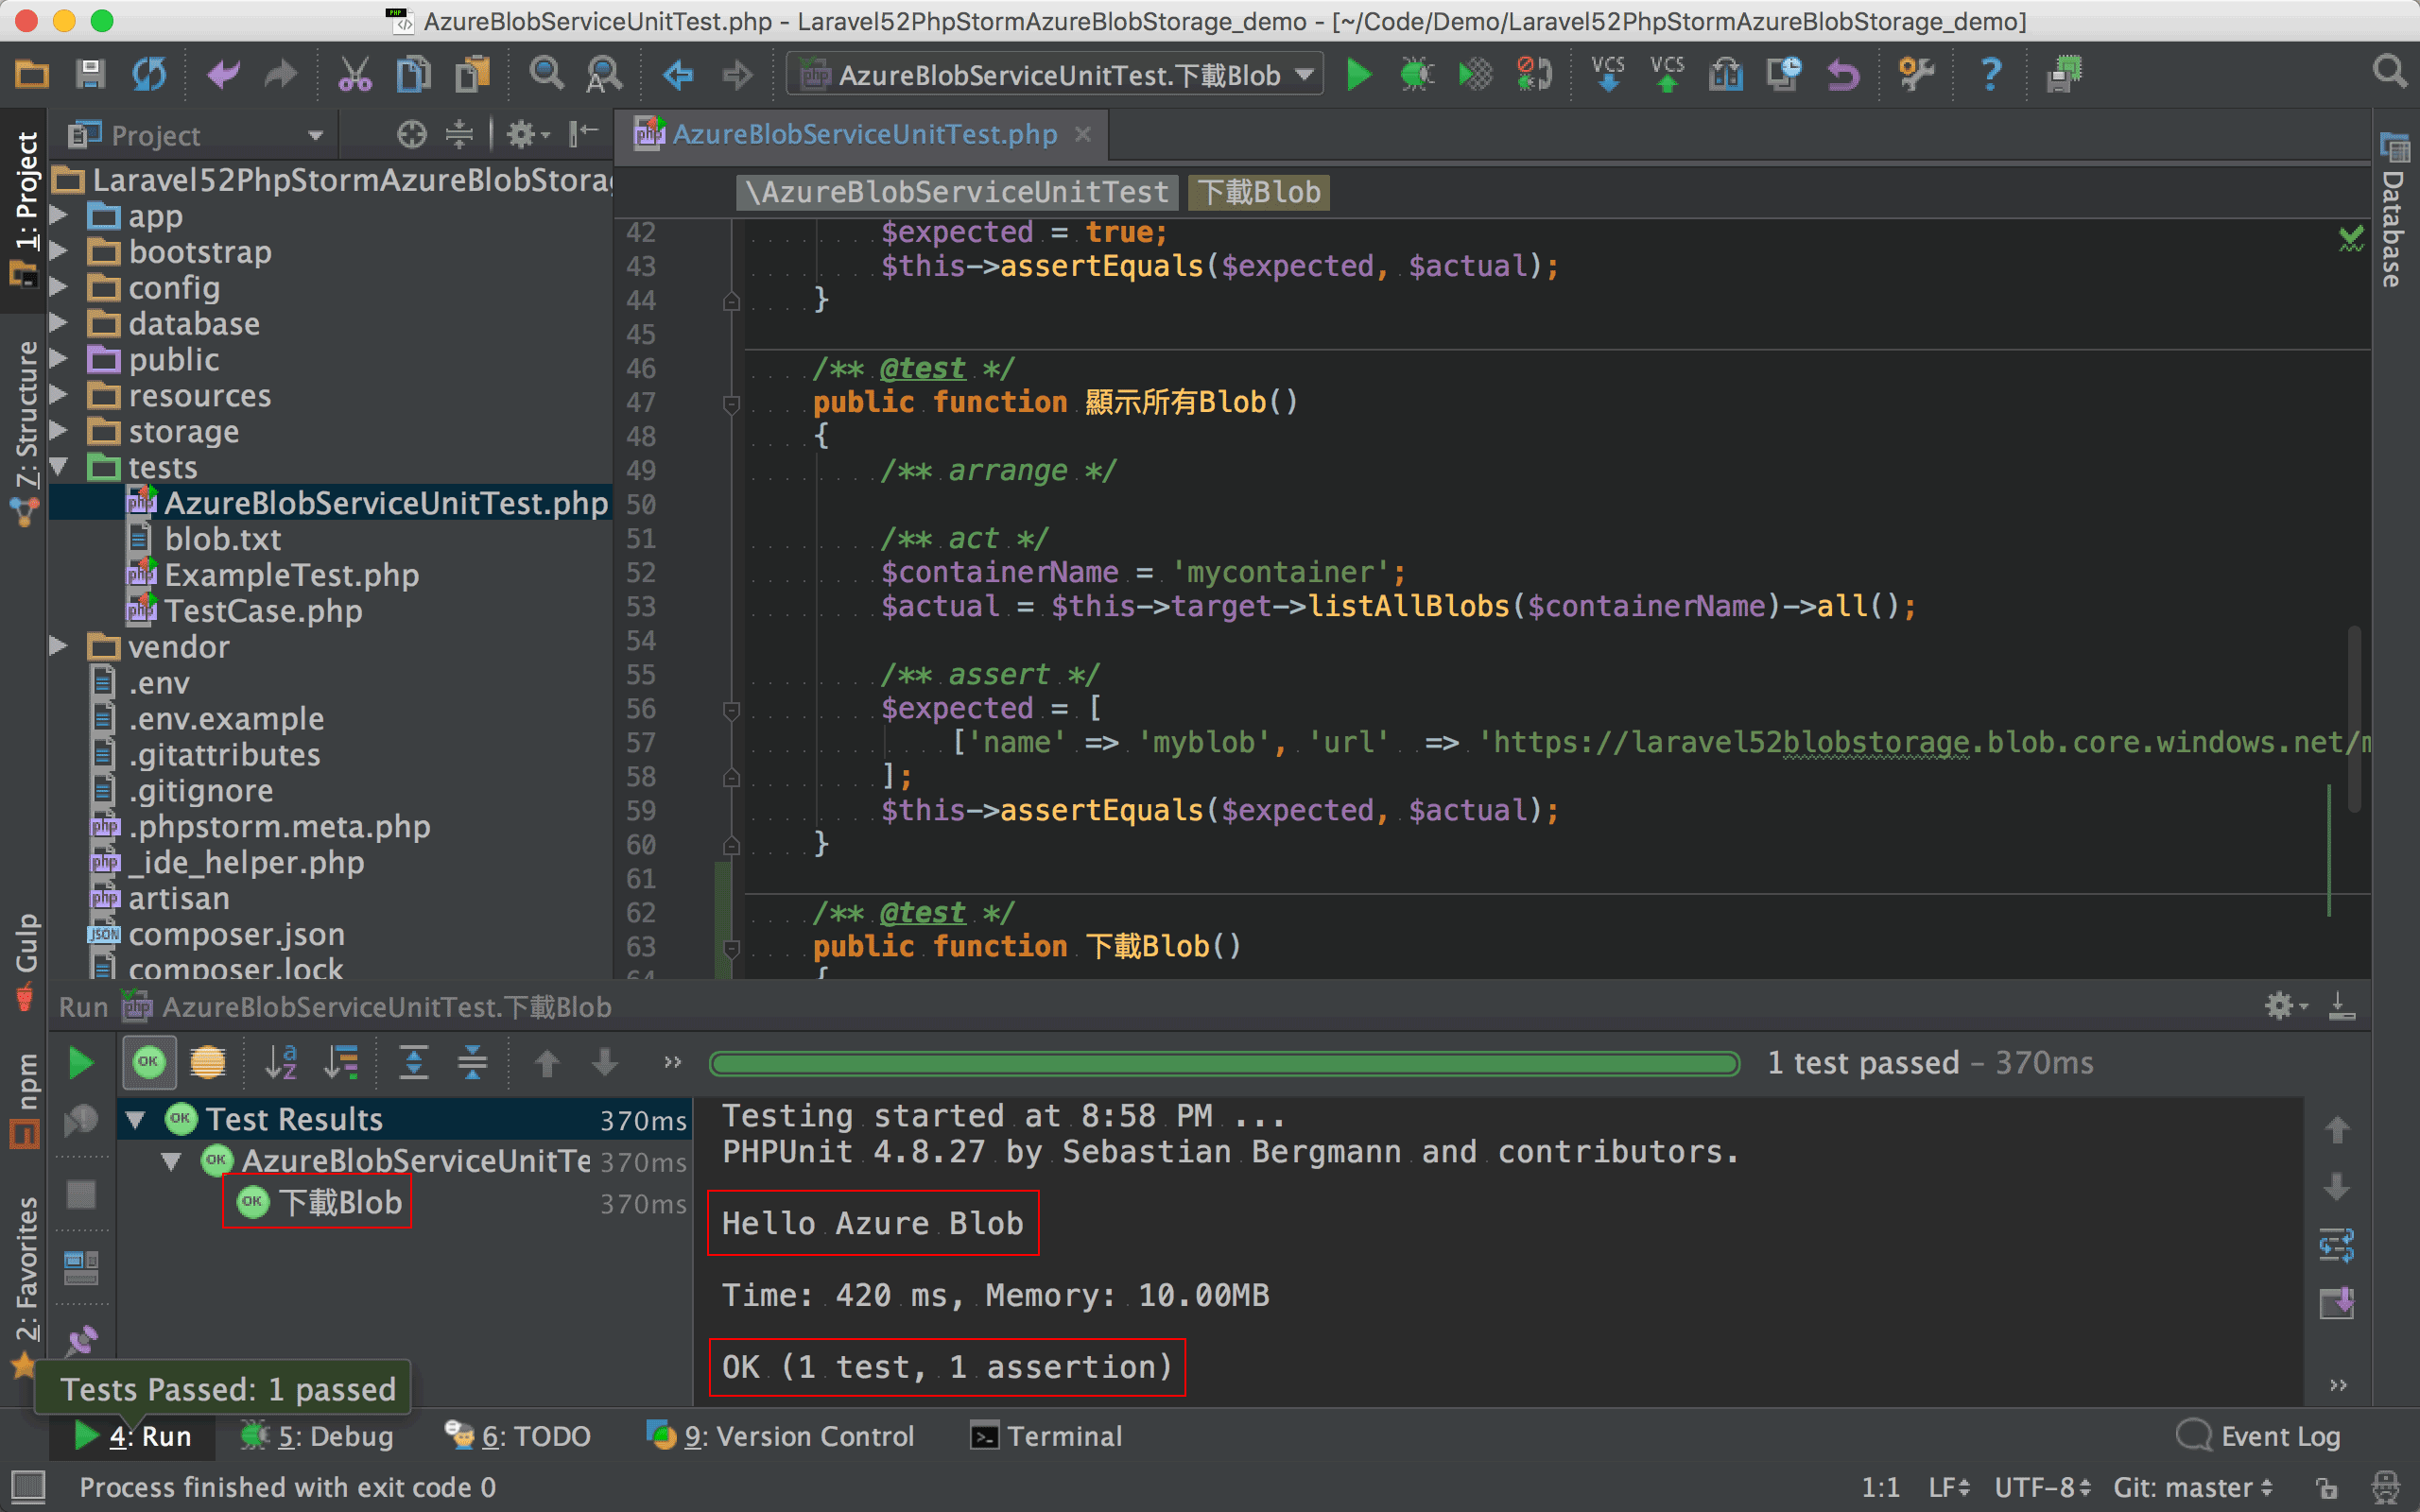 AzureBlobServiceUnitTest.php - Laravel52PhpStormAzureBlobStorage_demo - [~/Code/Demo/Laravel52PhpStormAzureBlobStorage_demo]
AzureBlobServiceUnitTest.下載Blob
VCS
VCS
1: Project
7: Structure
Gulp
npm
2: Favorites
Database
Project
Laravel52PhpStormAzureBlobStora
app
bootstrap
config
database
public
resources
storage
tests
AzureBlobServiceUnitTest.php
blob.txt
ExampleTest.php
TestCase.php
vendor
.env
.env.example
.gitattributes
.gitignore
.phpstorm.meta.php
_ide_helper.php
artisan
composer.json
composer.lock
AzureBlobServiceUnitTest.php
\AzureBlobServiceUnitTest 下載Blob
42 $expected = true;
43 $this->assertEquals($expected, $actual);
44 }
45
46 /** @test */
47 public function 顯示所有Blob()
48 {
49 /** arrange */
50
51 /** act */
52 $containerName = 'mycontainer';
53 $actual = $this->target->listAllBlobs($containerName)->all();
54
55 /** assert */
56 $expected = [
57 ['name' => 'myblob', 'url' => 'https://laravel52blobstorage.blob.core.windows.net/m
58 ];
59 $this->assertEquals($expected, $actual);
60 }
61
62 /** @test */
63 public function 下載Blob()
64 {
Run AzureBlobServiceUnitTest.下載Blob
1 test passed – 370ms
Test Results 370ms
AzureBlobServiceUnitTe 370ms
下載Blob 370ms
Testing started at 8:58 PM ...
PHPUnit 4.8.27 by Sebastian Bergmann and contributors.
Hello Azure Blob
Time: 420 ms, Memory: 10.00MB
OK (1 test, 1 assertion)
Tests Passed: 1 passed
4: Run 5: Debug 6: TODO 9: Version Control Terminal Event Log
Process finished with exit code 0 1:1 LF UTF-8 Git: master